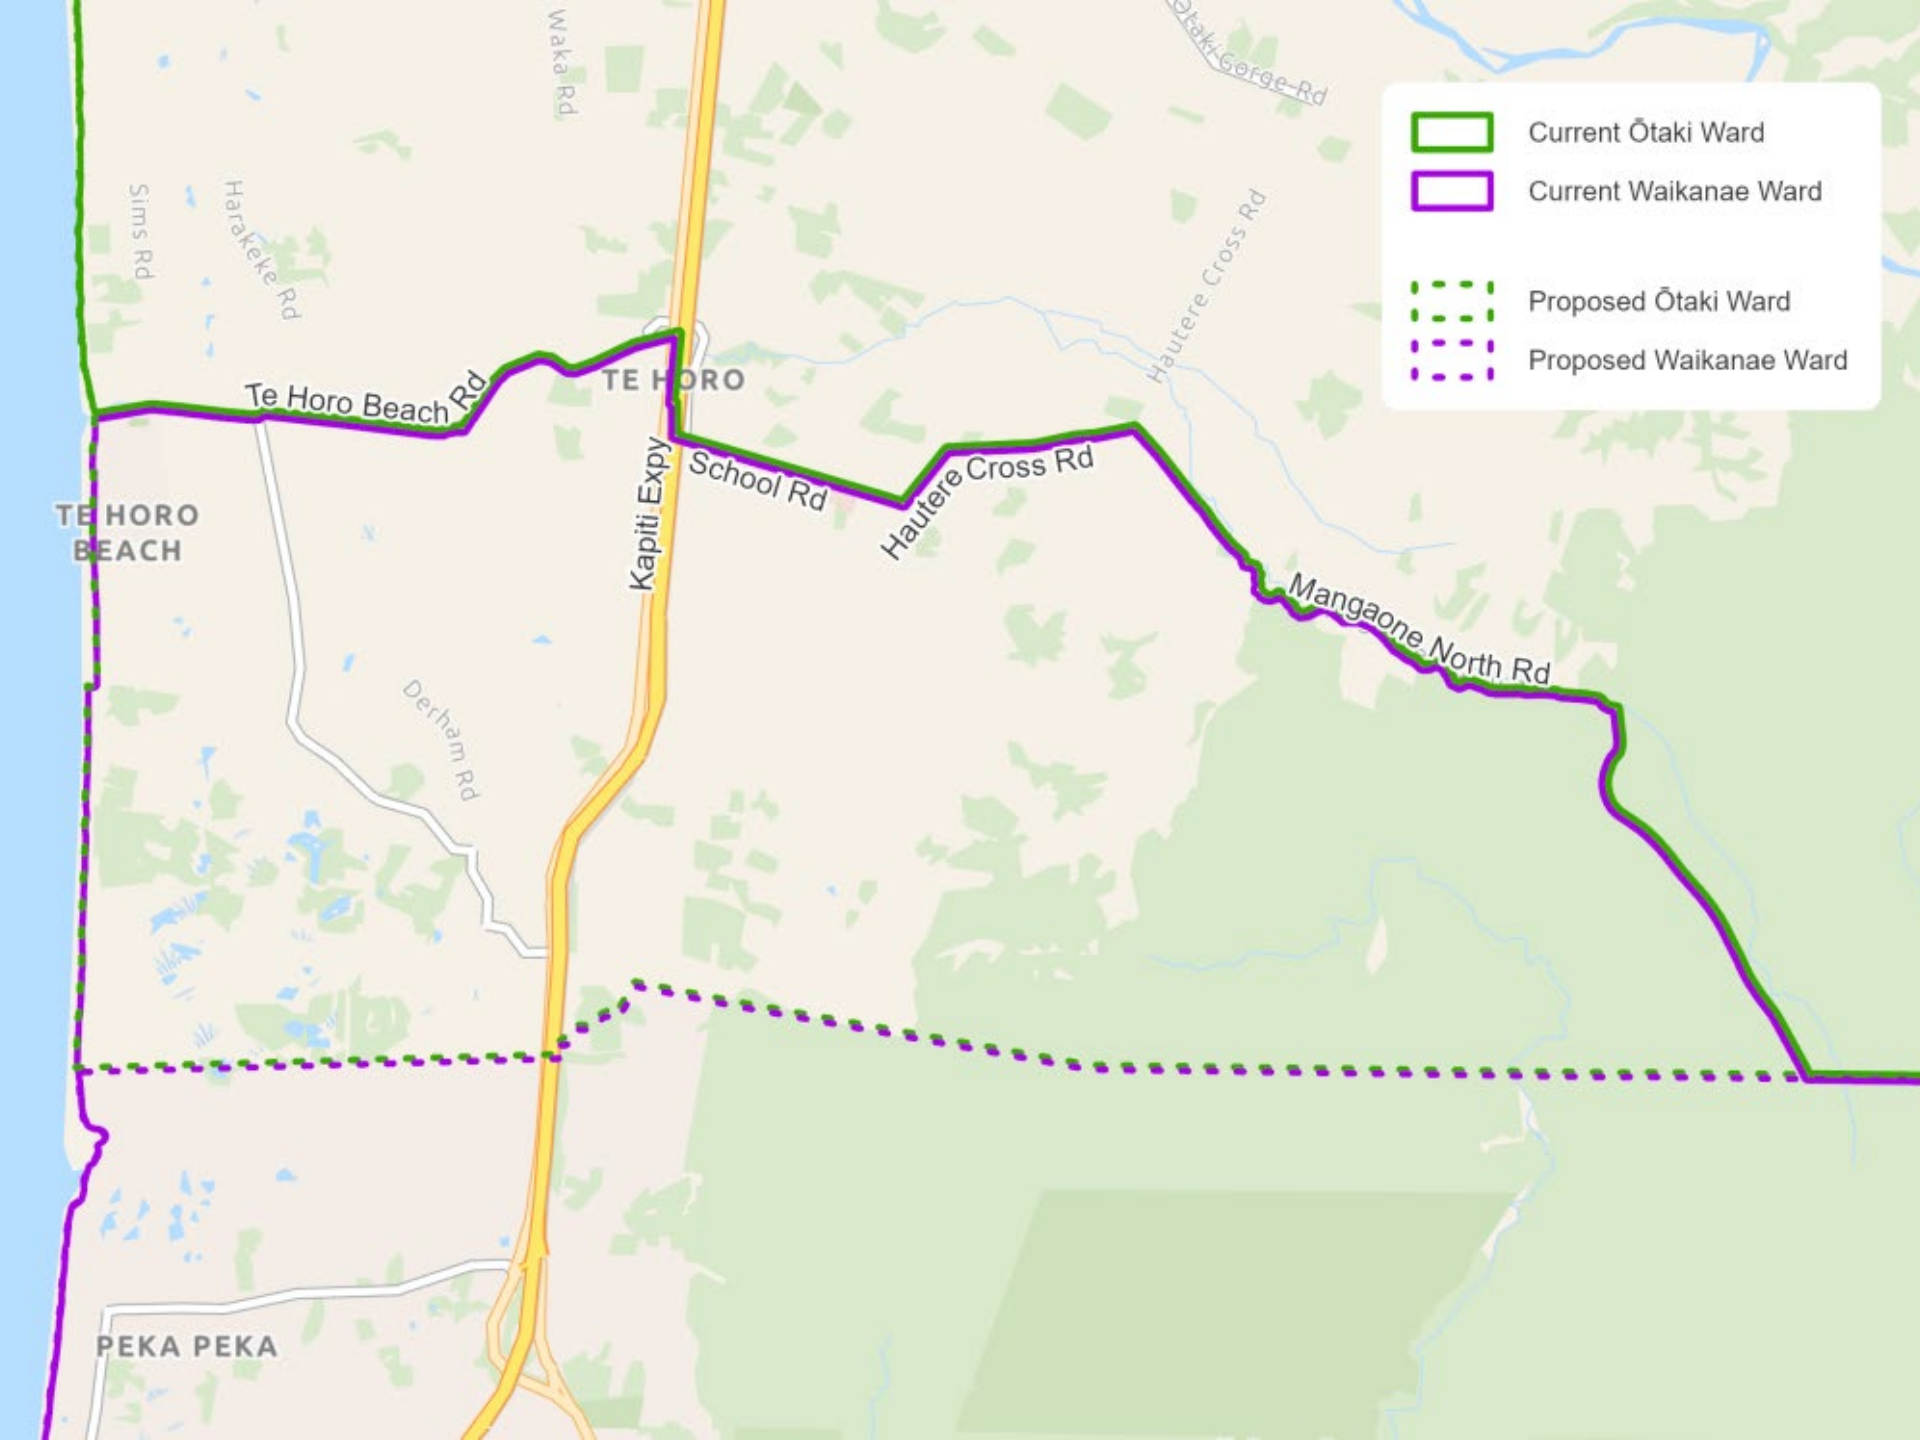 Waka Rd
Ōtaki Gorge Rd
Current Ōtaki Ward
Current Waikanae Ward
Proposed Ōtaki Ward
Proposed Waikanae Ward
Sims Rd
Harakeke Rd
Hautere Cross Rd
TE HORO
Te Horo Beach Rd
School Rd
Hautere Cross Rd
Kapiti Expy
TE HORO
BEACH
Mangaone North Rd
Derham Rd
PEKA PEKA